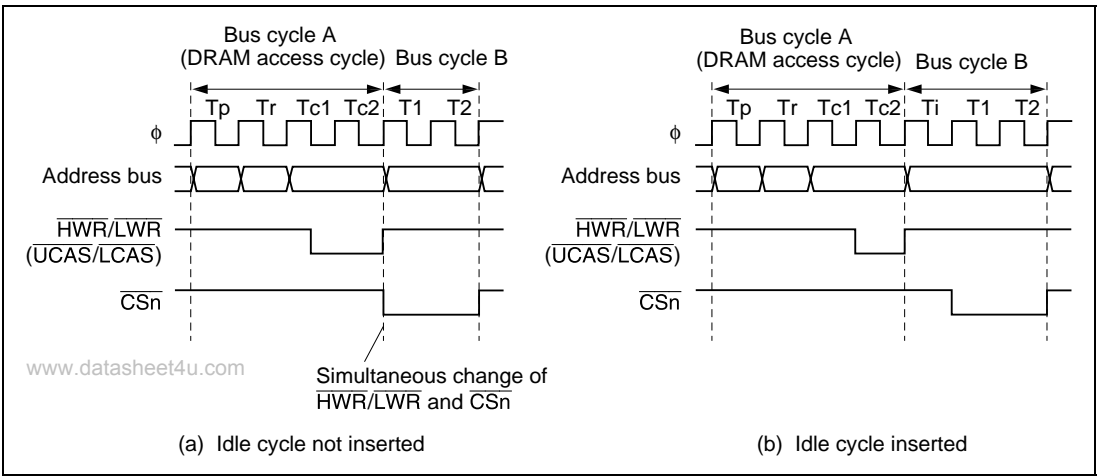 Bus cycle A
(DRAM access cycle) Bus cycle B
Tp Tr Tc1 Tc2 T1 T2
ϕ
Address bus
HWR/LWR
(UCAS/LCAS)
CSn
Simultaneous change of
HWR/LWR and CSn
(a) Idle cycle not inserted
Bus cycle A
(DRAM access cycle) Bus cycle B
Tp Tr Tc1 Tc2 Ti T1 T2
ϕ
Address bus
HWR/LWR
(UCAS/LCAS)
CSn
(b) Idle cycle inserted
www.datasheet4u.com